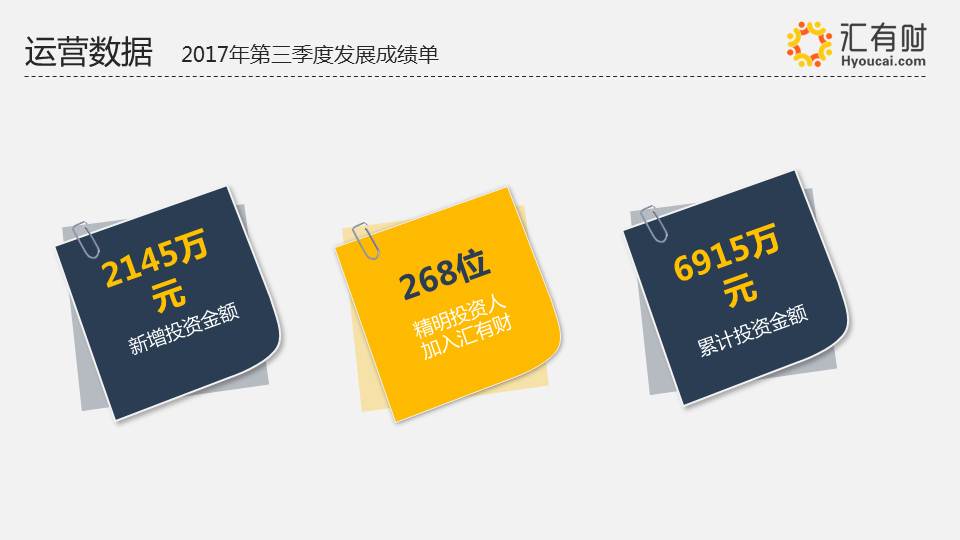 运营数据
2017年第三季度发展成绩单
汇有财
Hyoucai.com
2145万
元
新增投资金额
268位
精明投资人
加入汇有财
6915万
元
累计投资金额